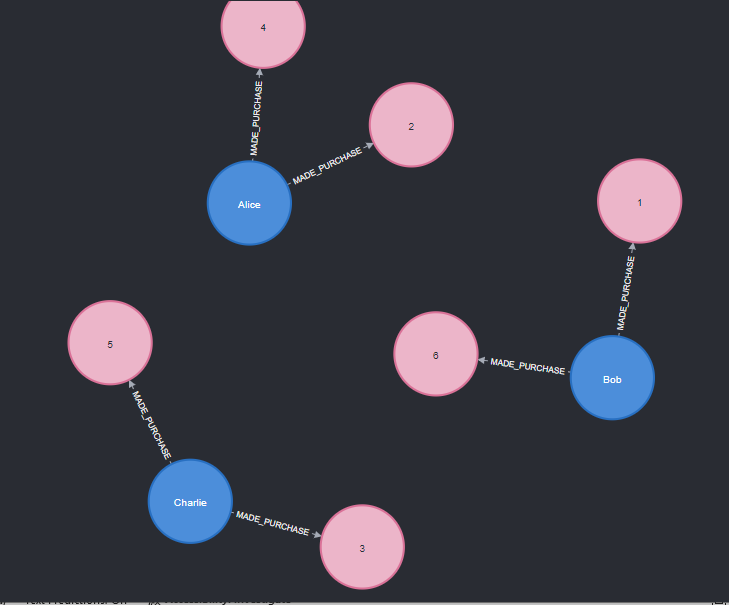 4
MADE_PURCHASE
2
MADE_PURCHASE
Alice
1
MADE_PURCHASE
5
6
MADE_PURCHASE
Bob
MADE_PURCHASE
Charlie
MADE_PURCHASE
3